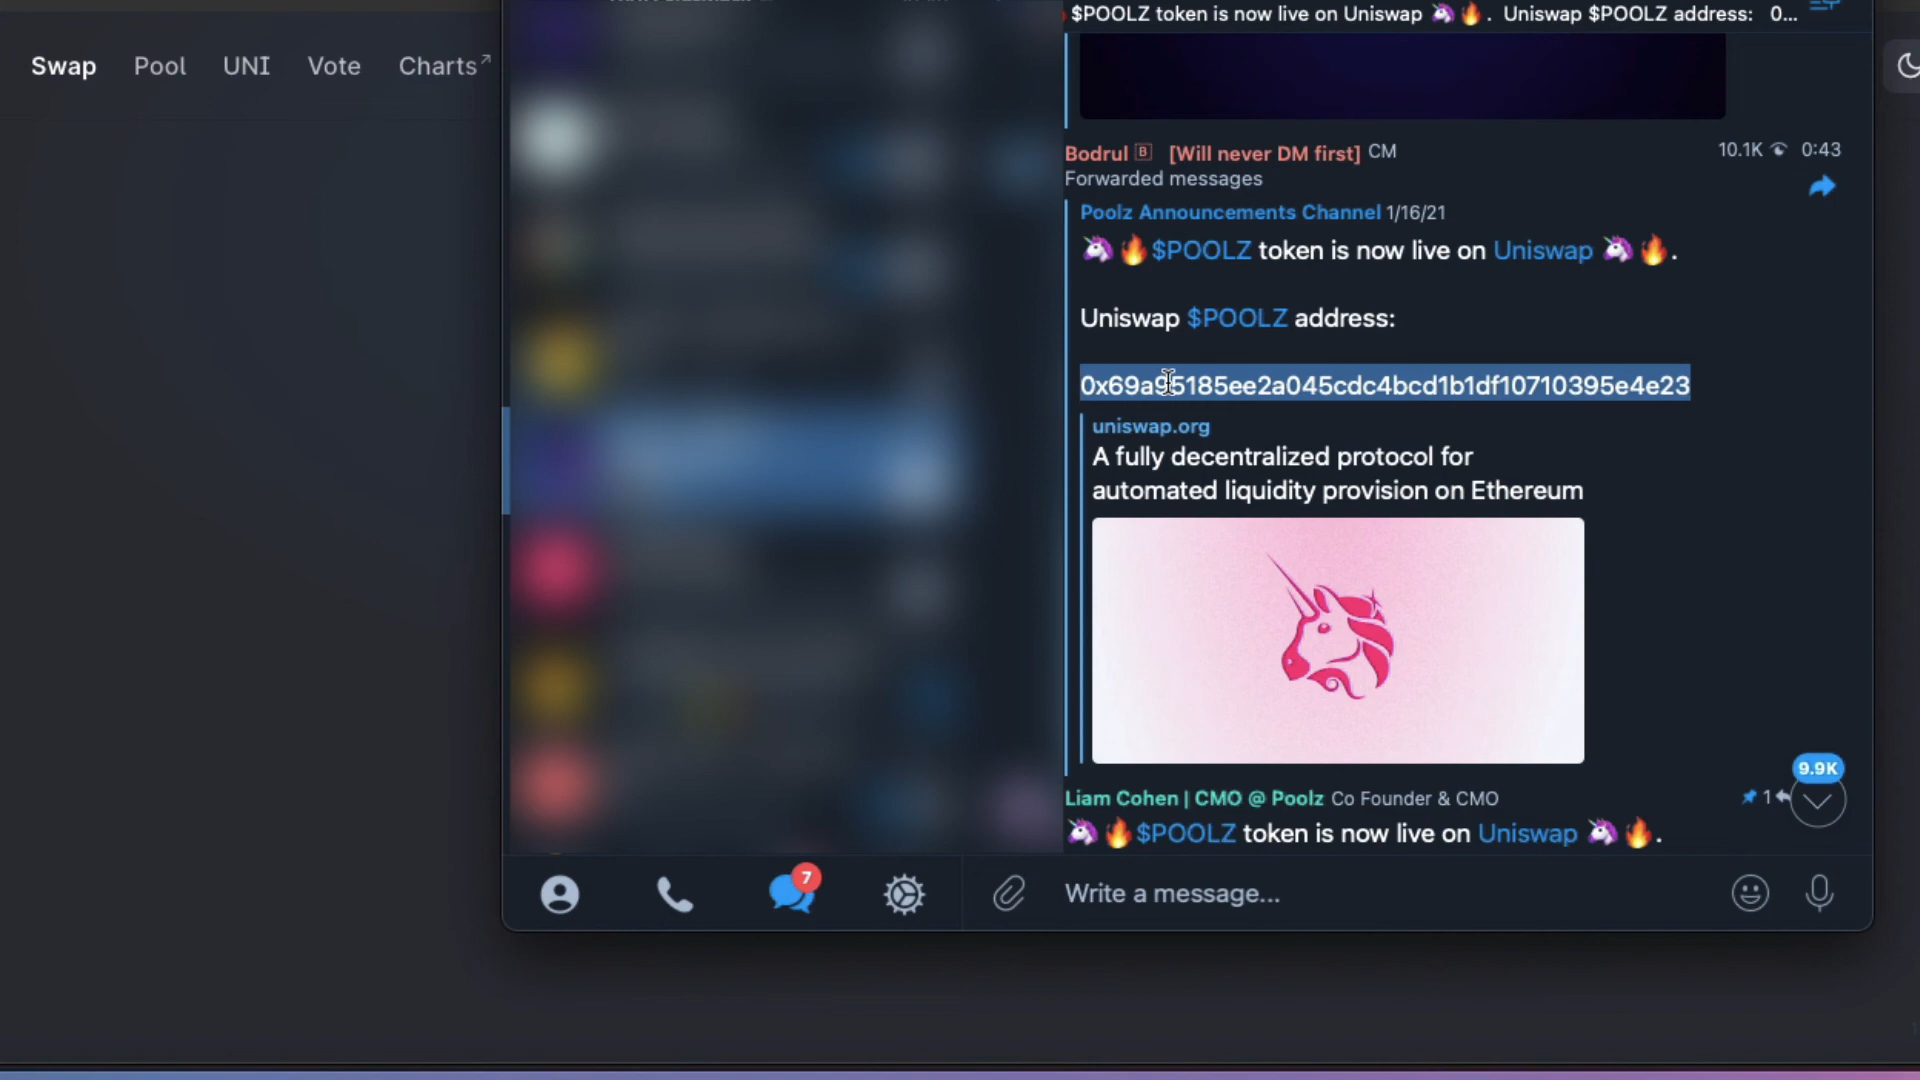 Swap Pool UNI Vote Charts↗
$POOLZ token is now live on Uniswap 🦄🔥. Uniswap $POOLZ address: 0...
Bodrul 🄱 [Will never DM first] CM 10.1K 0:43
Forwarded messages
Poolz Announcements Channel 1/16/21
🦄🔥$POOLZ token is now live on Uniswap 🦄🔥.
Uniswap $POOLZ address:
0x69a95185ee2a045cdc4bcd1b1df10710395e4e23
uniswap.org
A fully decentralized protocol for
automated liquidity provision on Ethereum
9.9K
Liam Cohen | CMO @ Poolz Co Founder & CMO 1
🦄🔥$POOLZ token is now live on Uniswap 🦄🔥.
7
Write a message...